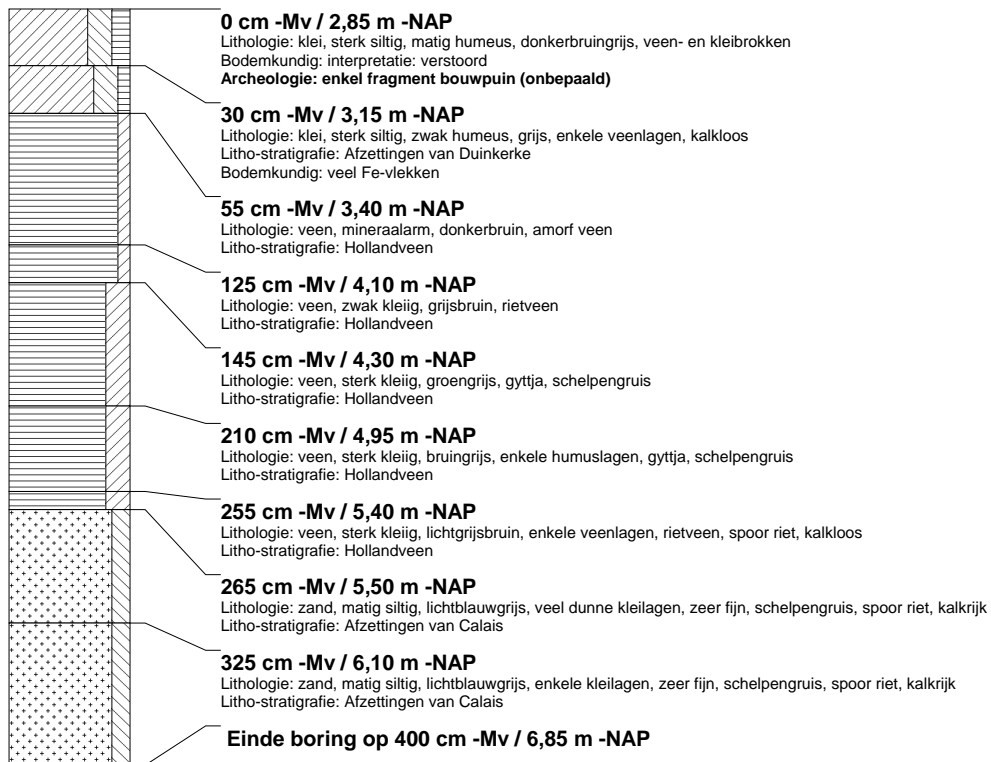 0 cm -Mv / 2,85 m -NAP
Lithologie: klei, sterk siltig, matig humeus, donkerbruingrijs, veen- en kleibrokken
Bodemkundig: interpretatie: verstoord
Archeologie: enkel fragment bouwpuin (onbepaald)
30 cm -Mv / 3,15 m -NAP
Lithologie: klei, sterk siltig, zwak humeus, grijs, enkele veenlagen, kalkloos
Litho-stratigrafie: Afzettingen van Duinkerke
Bodemkundig: veel Fe-vlekken
55 cm -Mv / 3,40 m -NAP
Lithologie: veen, mineraalarm, donkerbruin, amorf veen
Litho-stratigrafie: Hollandveen
125 cm -Mv / 4,10 m -NAP
Lithologie: veen, zwak kleiig, grijsbruin, rietveen
Litho-stratigrafie: Hollandveen
145 cm -Mv / 4,30 m -NAP
Lithologie: veen, sterk kleiig, groengrijs, gyttja, schelpengruis
Litho-stratigrafie: Hollandveen
210 cm -Mv / 4,95 m -NAP
Lithologie: veen, sterk kleiig, bruingrijs, enkele humuslagen, gyttja, schelpengruis
Litho-stratigrafie: Hollandveen
255 cm -Mv / 5,40 m -NAP
Lithologie: veen, sterk kleiig, lichtgrijsbruin, enkele veenlagen, rietveen, spoor riet, kalkloos
Litho-stratigrafie: Hollandveen
265 cm -Mv / 5,50 m -NAP
Lithologie: zand, matig siltig, lichtblauwgrijs, veel dunne kleilagen, zeer fijn, schelpengruis, spoor riet, kalkrijk
Litho-stratigrafie: Afzettingen van Calais
325 cm -Mv / 6,10 m -NAP
Lithologie: zand, matig siltig, lichtblauwgrijs, enkele kleilagen, zeer fijn, schelpengruis, spoor riet, kalkrijk
Litho-stratigrafie: Afzettingen van Calais
Einde boring op 400 cm -Mv / 6,85 m -NAP